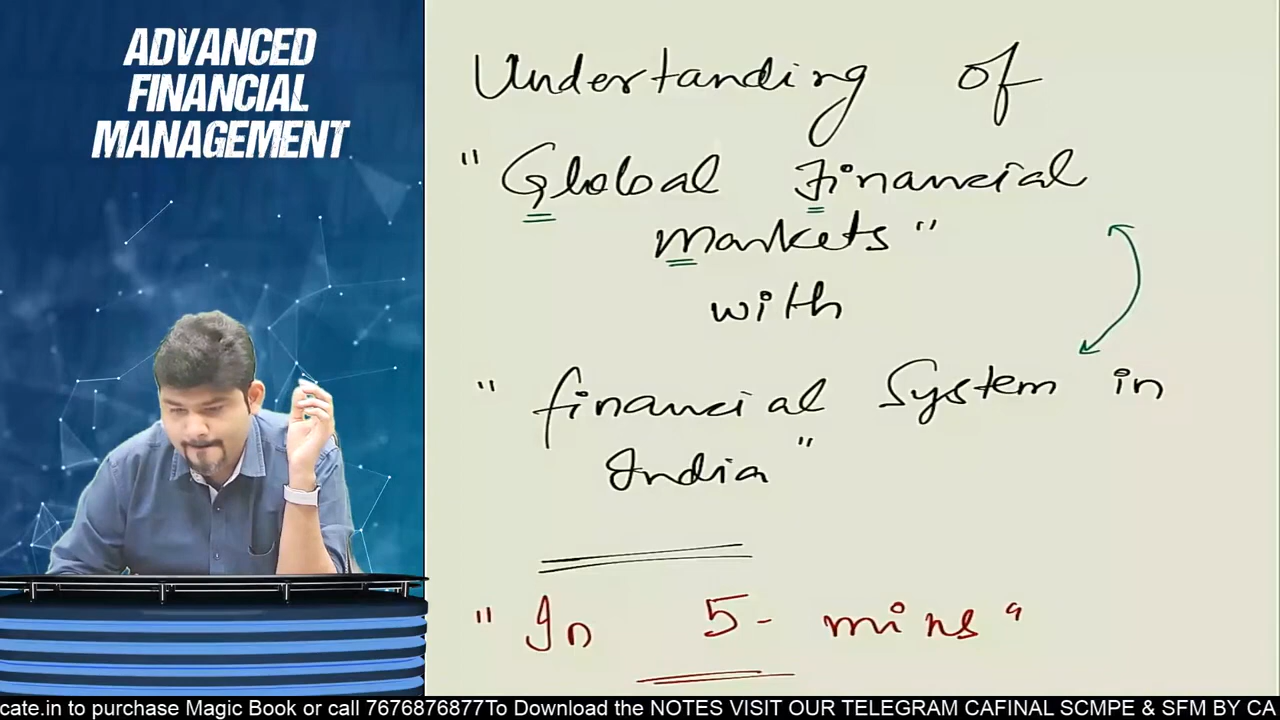 ADVANCED
FINANCIAL
MANAGEMENT
Undertanding of
"Global Financial
Markets"
with
"financial System in
India"
"In 5- mins"
cate.in to purchase Magic Book or call 7676876877To Download the NOTES VISIT OUR TELEGRAM CAFINAL SCMPE & SFM BY CA